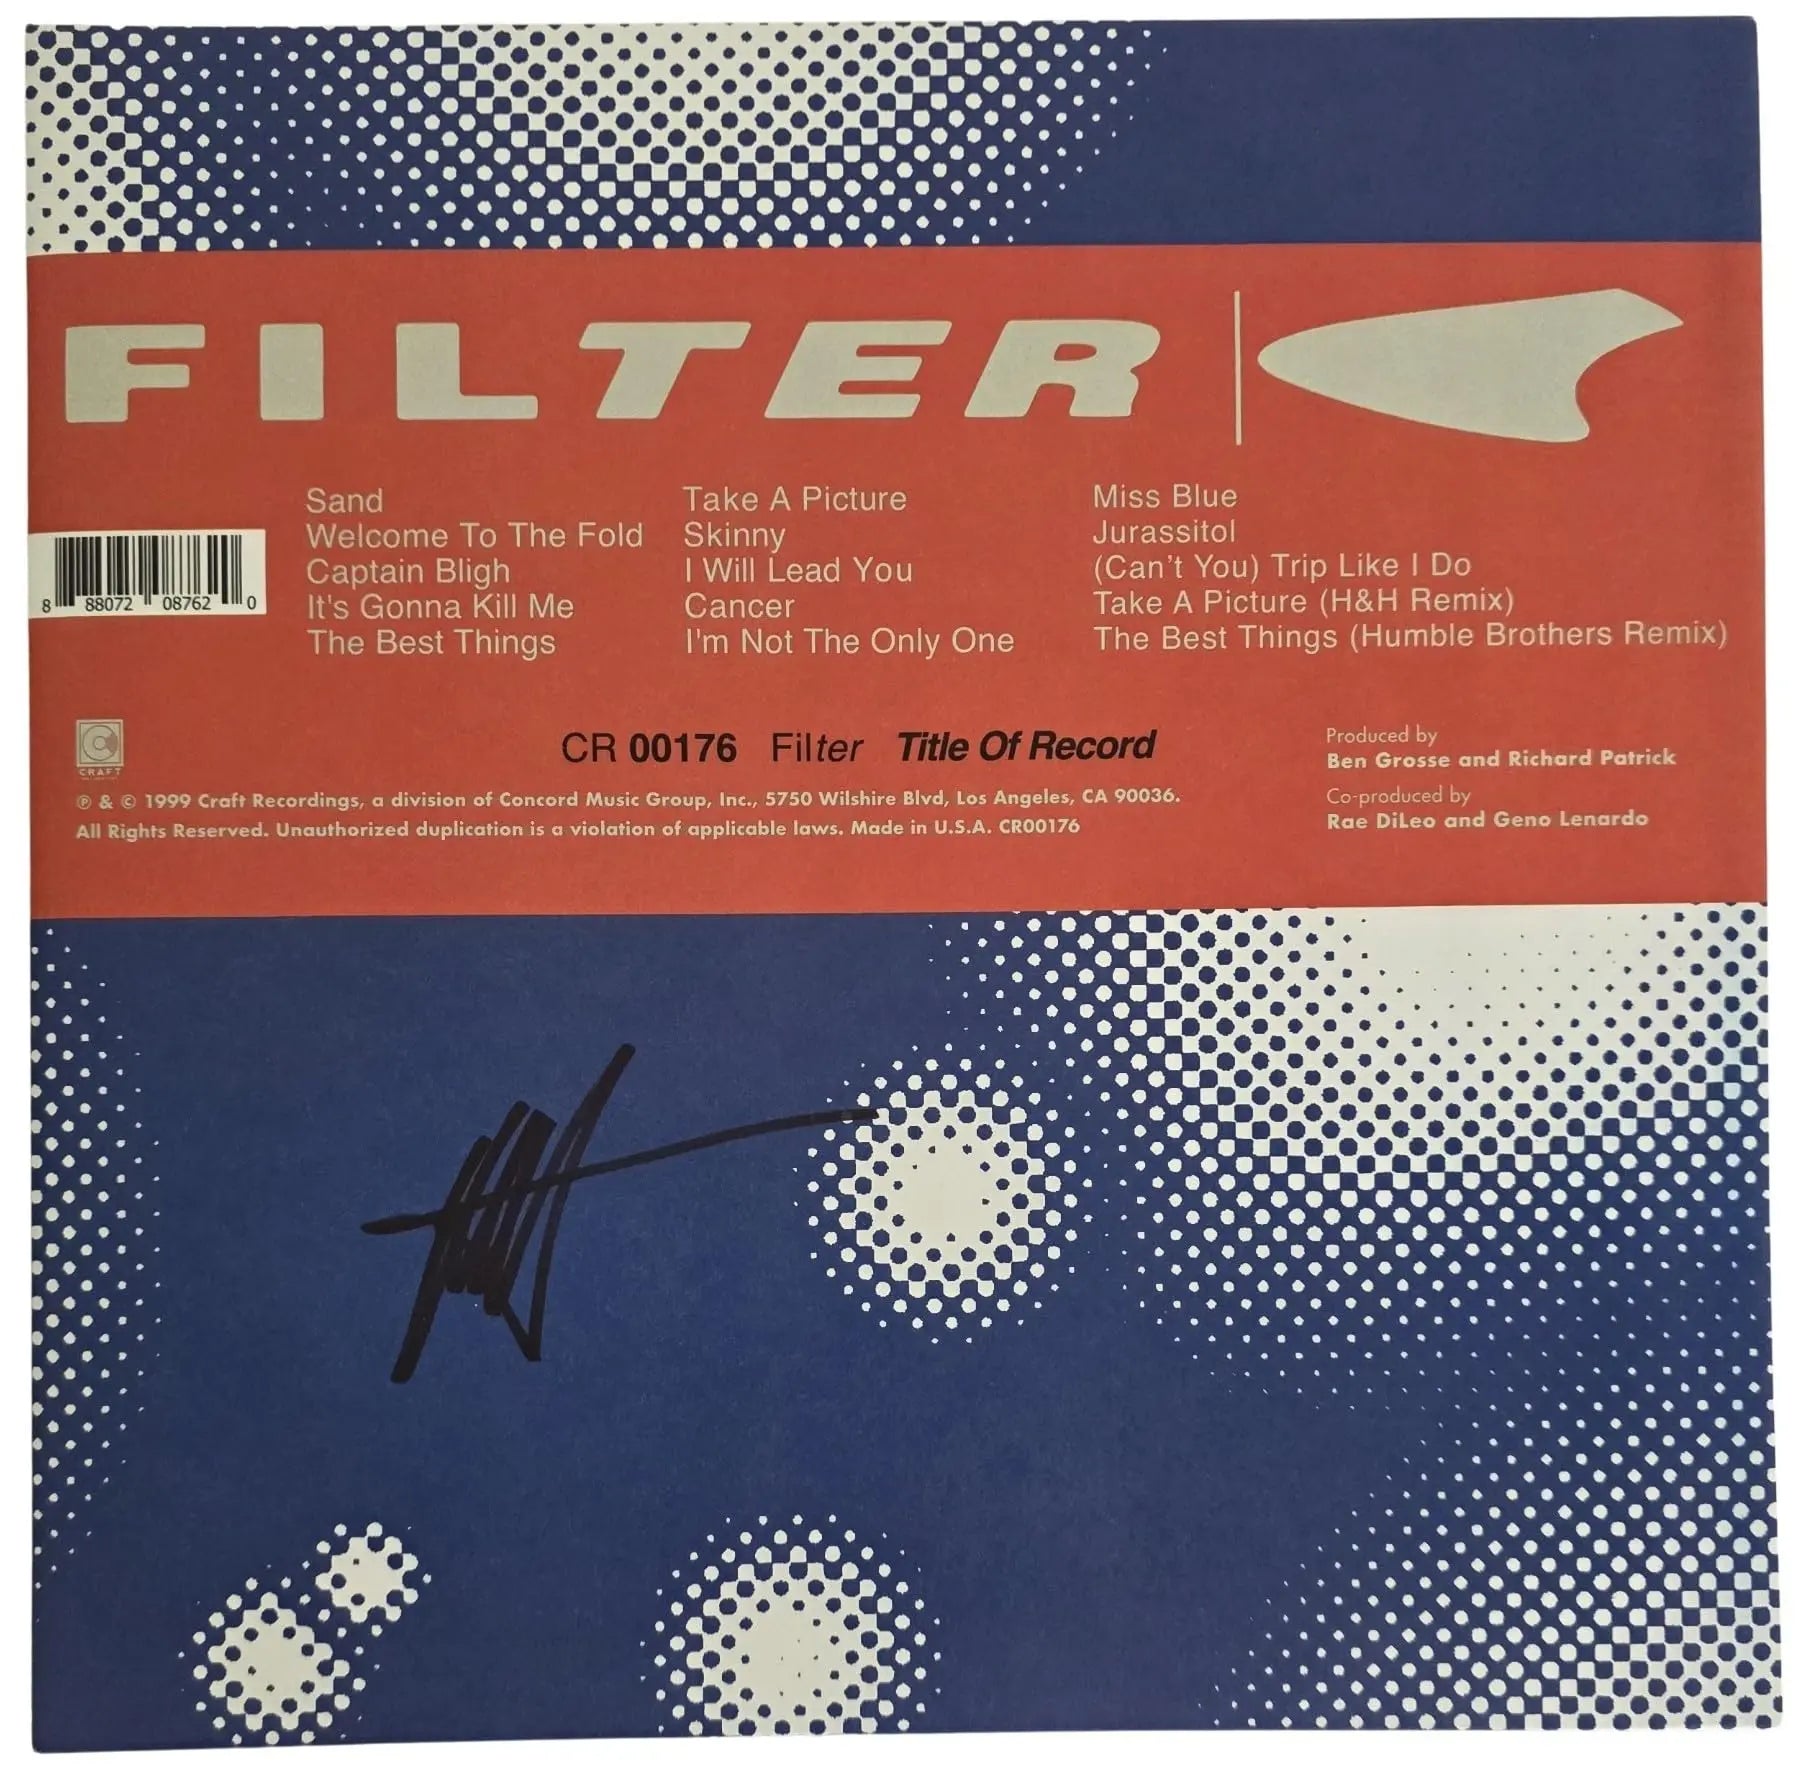 FILTER
Sand
Welcome To The Fold
Captain Bligh
It's Gonna Kill Me
The Best Things
Take A Picture
Skinny
I Will Lead You
Cancer
I'm Not The Only One
Miss Blue
Jurassitol
(Can't You) Trip Like I Do
Take A Picture (H&H Remix)
The Best Things (Humble Brothers Remix)
8 88072 08762 0
CRAFT
CR 00176 Filter Title Of Record
℗ & © 1999 Craft Recordings, a division of Concord Music Group, Inc., 5750 Wilshire Blvd, Los Angeles, CA 90036.
All Rights Reserved. Unauthorized duplication is a violation of applicable laws. Made in U.S.A. CR00176
Produced by
Ben Grosse and Richard Patrick
Co-produced by
Rae DiLeo and Geno Lenardo